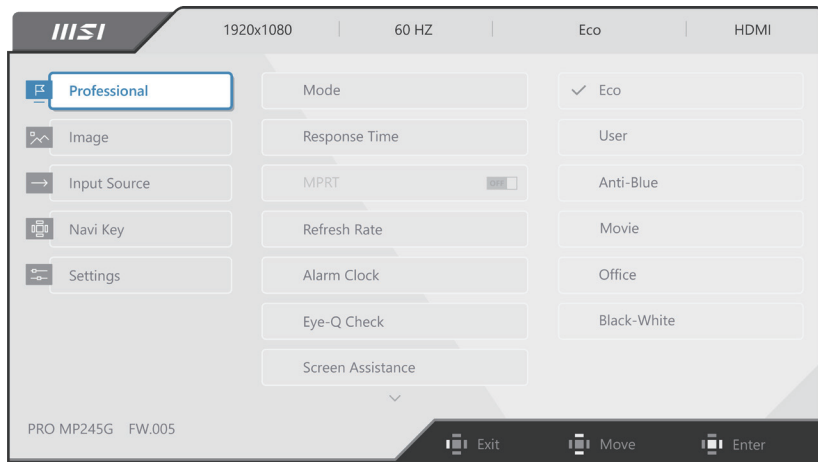 msi
1920x1080 60 HZ Eco HDMI
Professional
Image
Input Source
Navi Key
Settings
Mode
Response Time
MPRT OFF
Refresh Rate
Alarm Clock
Eye-Q Check
Screen Assistance
Eco
User
Anti-Blue
Movie
Office
Black-White
PRO MP245G FW.005
Exit Move Enter